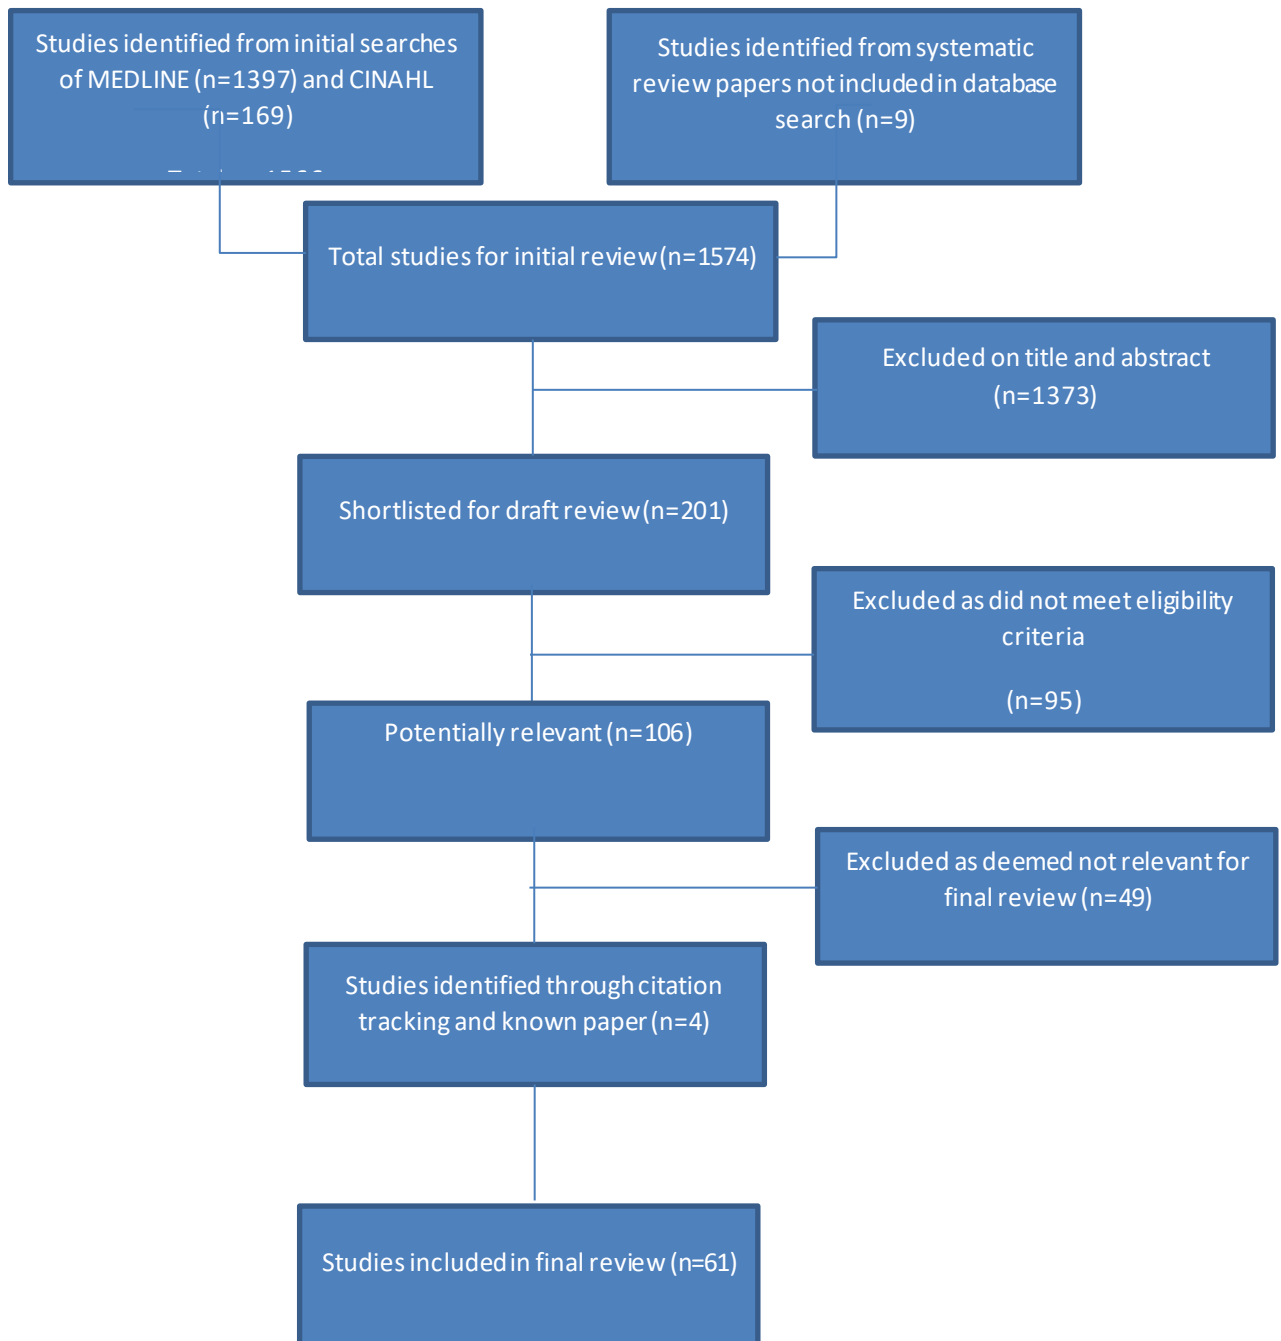 Studies identified from initial searches
of MEDLINE (n=1397) and CINAHL
(n=169)
Studies identified from systematic
review papers not included in database
search (n=9)
Total studies for initial review (n=1574)
Excluded on title and abstract
(n=1373)
Shortlisted for draft review (n=201)
Excluded as did not meet eligibility
criteria
(n=95)
Potentially relevant (n=106)
Excluded as deemed not relevant for
final review (n=49)
Studies identified through citation
tracking and known paper (n=4)
Studies included in final review (n=61)